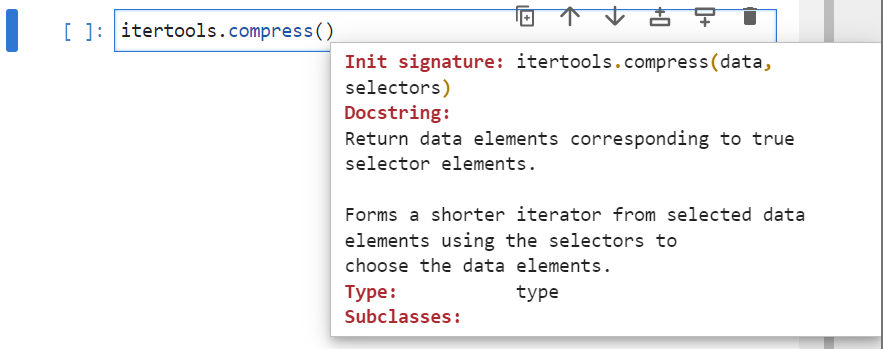 [ ]: itertools.compress()
Init signature: itertools.compress(data,
selectors)
Docstring:
Return data elements corresponding to true
selector elements.
Forms a shorter iterator from selected data
elements using the selectors to
choose the data elements.
Type: type
Subclasses: